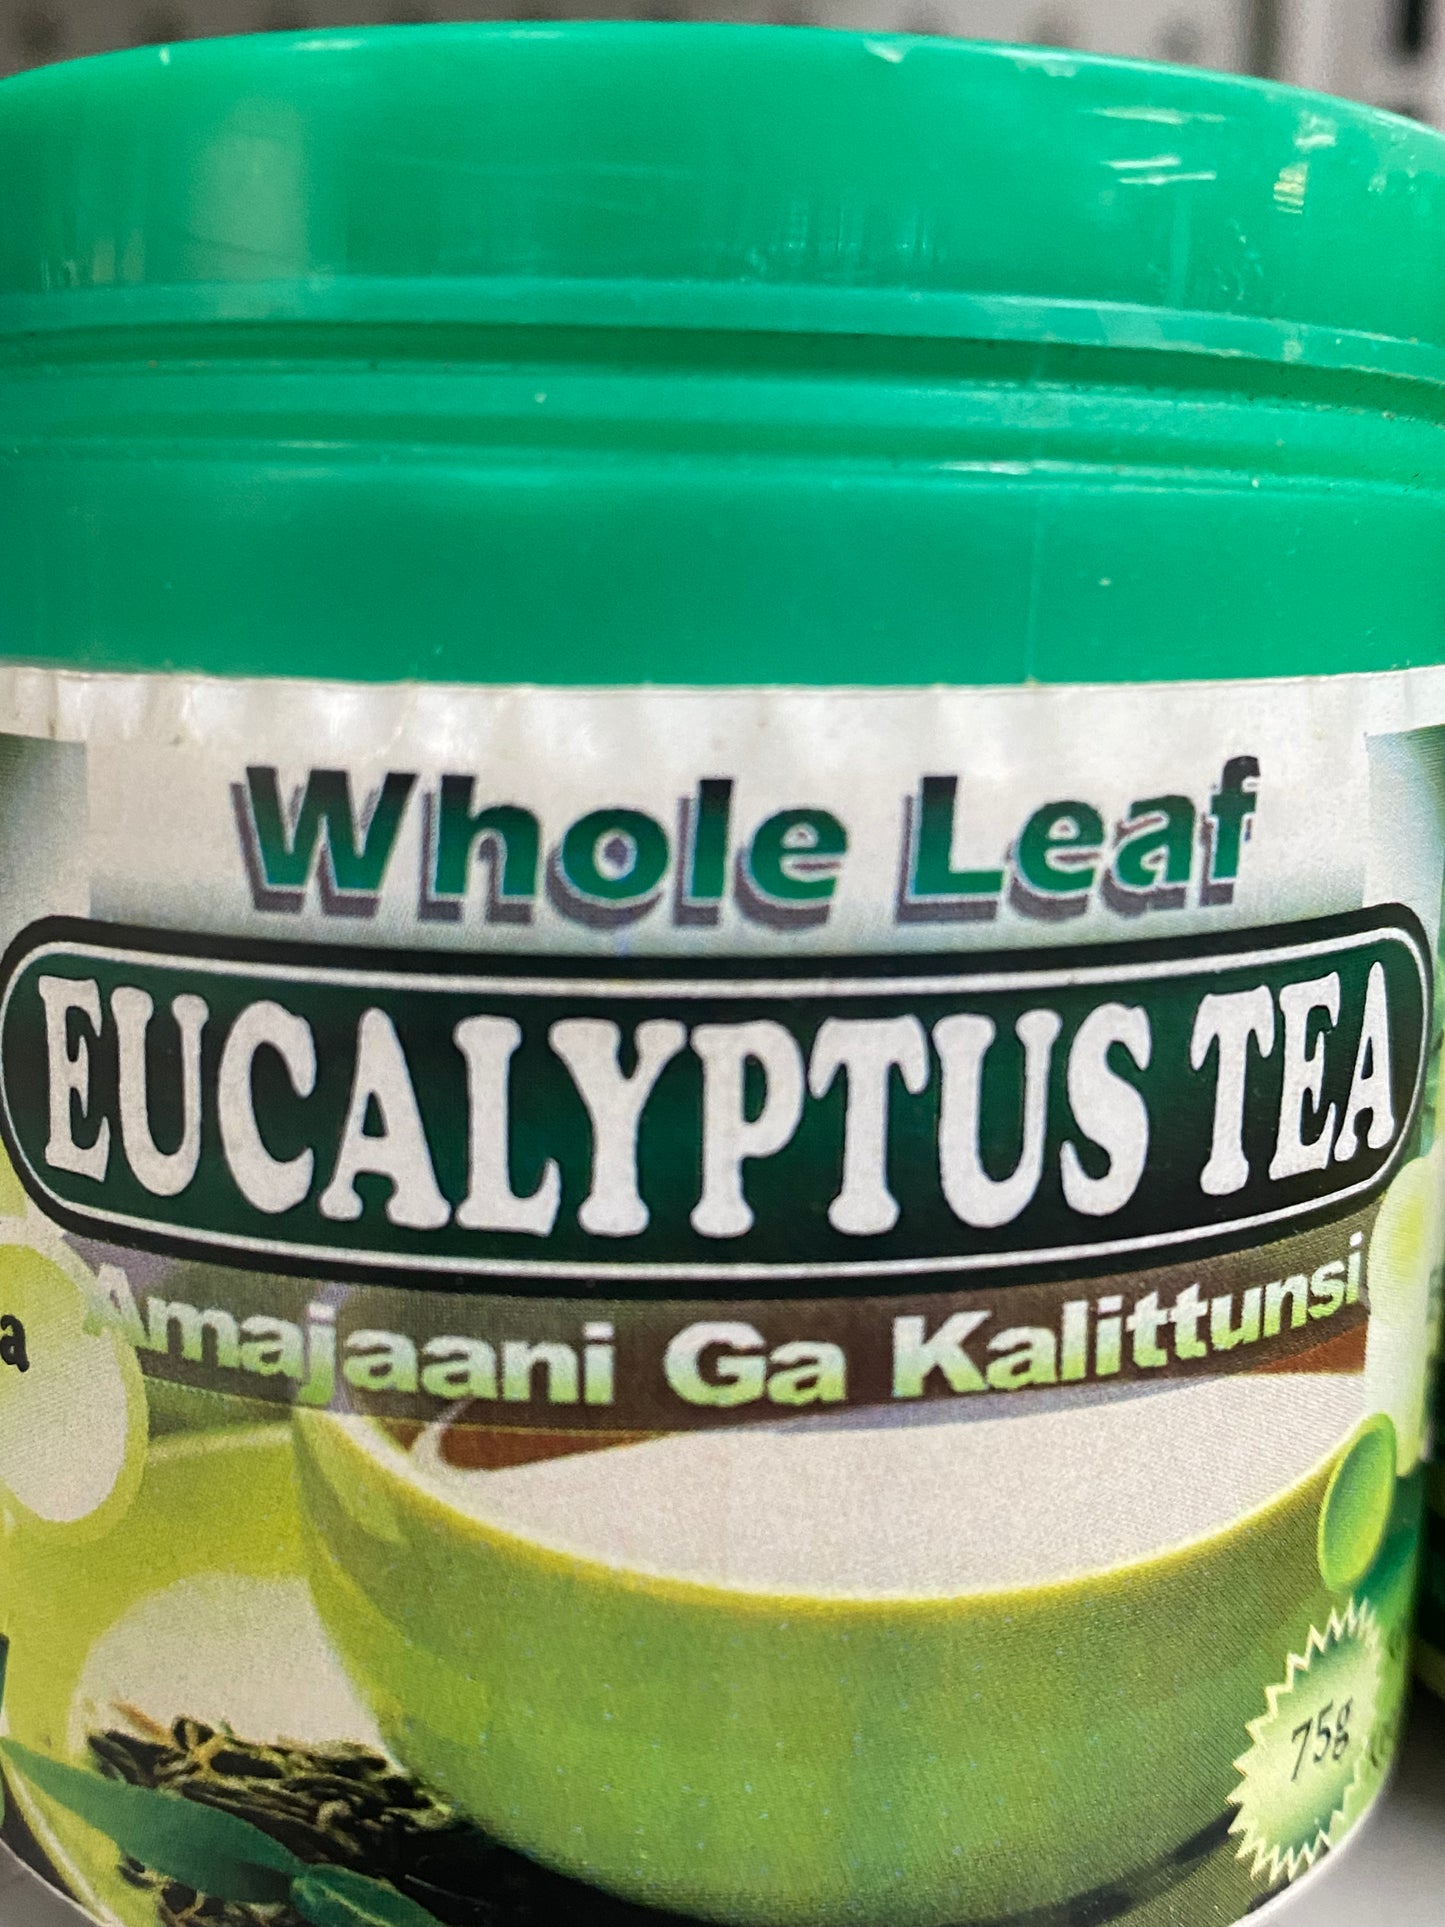 Whole Leaf
EUCALYPTUS TEA
Amajaani Ga Kalittunsi
a
75g